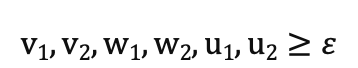 v₁, v₂, w₁, w₂, u₁, u₂ ≥ ε